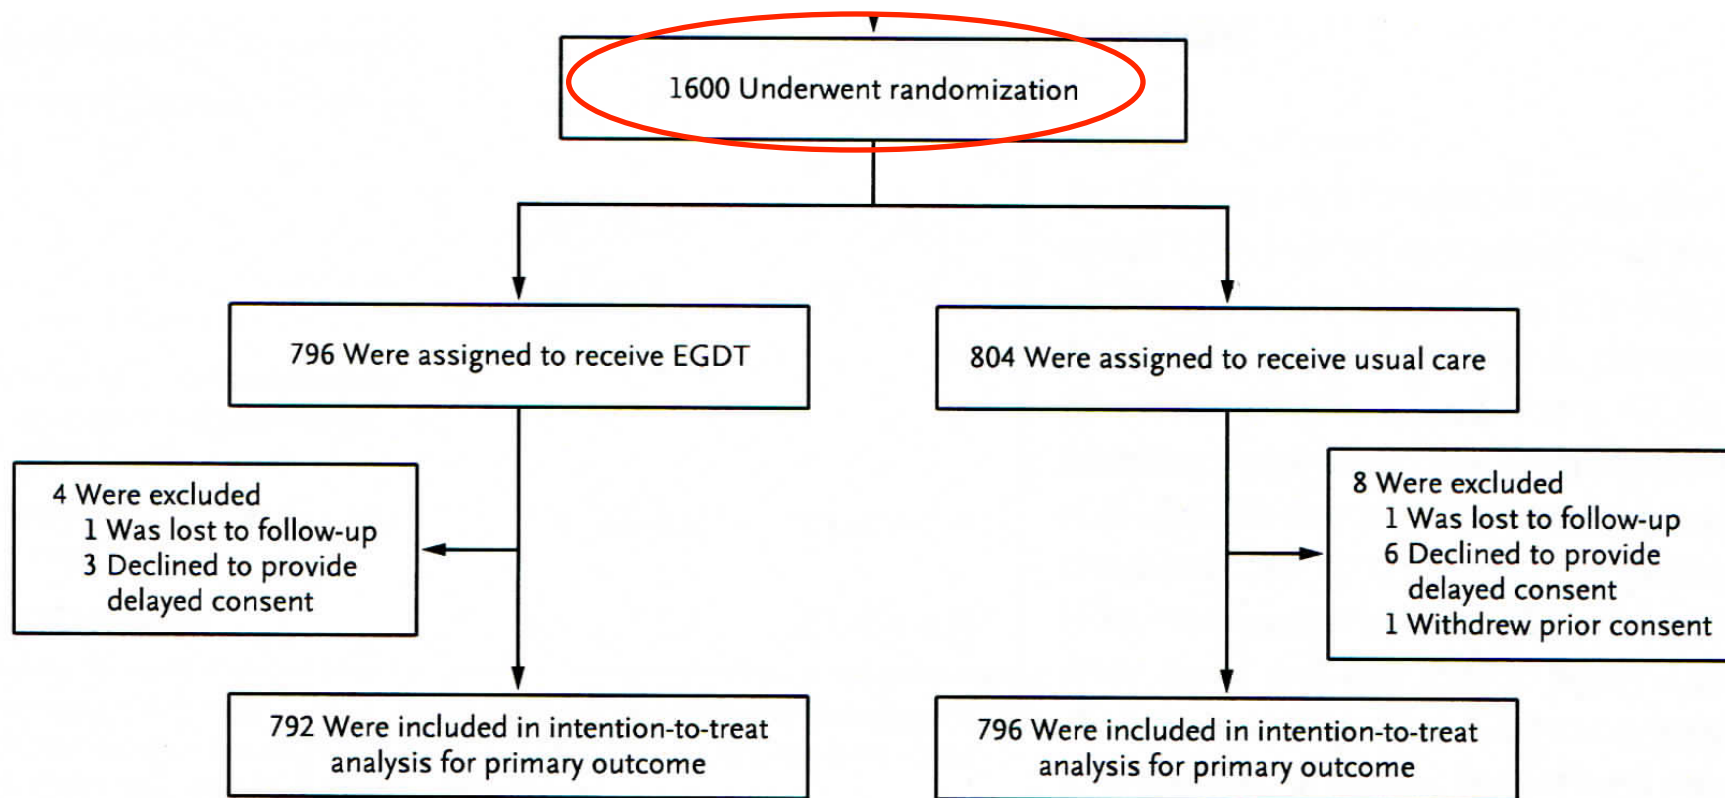 1600 Underwent randomization
796 Were assigned to receive EGDT
804 Were assigned to receive usual care
4 Were excluded
1 Was lost to follow-up
3 Declined to provide
delayed consent
8 Were excluded
1 Was lost to follow-up
6 Declined to provide
delayed consent
1 Withdrew prior consent
792 Were included in intention-to-treat
analysis for primary outcome
796 Were included in intention-to-treat
analysis for primary outcome